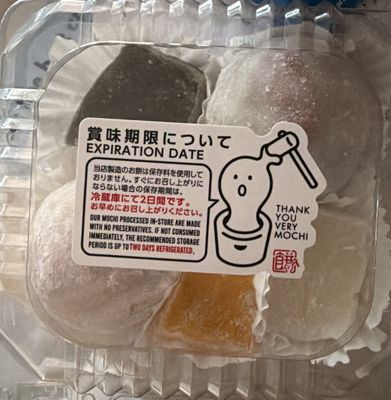 賞味期限について
EXPIRATION DATE
当店製造のお餅は保存料を使用して
おりません。すぐにお召し上がりに
ならない場合の保存期間は、
冷蔵庫にて2日間です。
お早めにお召し上がりください。
OUR MOCHI PROCESSED IN-STORE ARE MADE
WITH NO PRESERVATIVES. IF NOT CONSUMED
IMMEDIATELY, THE RECOMMENDED STORAGE
PERIOD IS UP TO TWO DAYS REFRIGERATED.
THANK
YOU
VERY
MOCHI